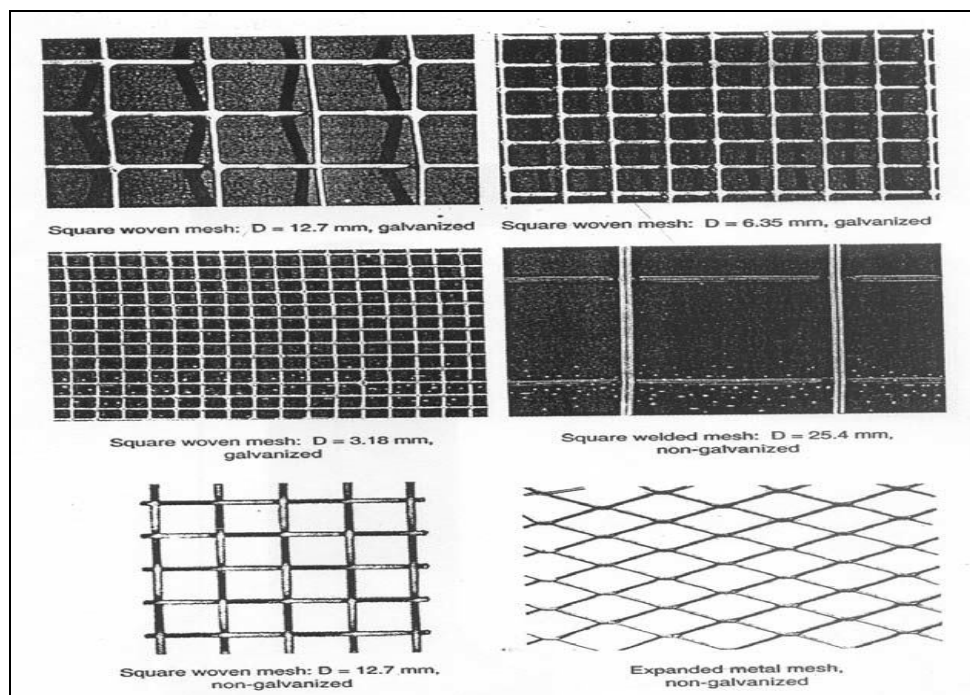 Square woven mesh: D = 12.7 mm, galvanized
Square woven mesh: D = 6.35 mm, galvanized
Square woven mesh: D = 3.18 mm,
galvanized
Square welded mesh: D = 25.4 mm,
non-galvanized
Square woven mesh: D = 12.7 mm,
non-galvanized
Expanded metal mesh,
non-galvanized